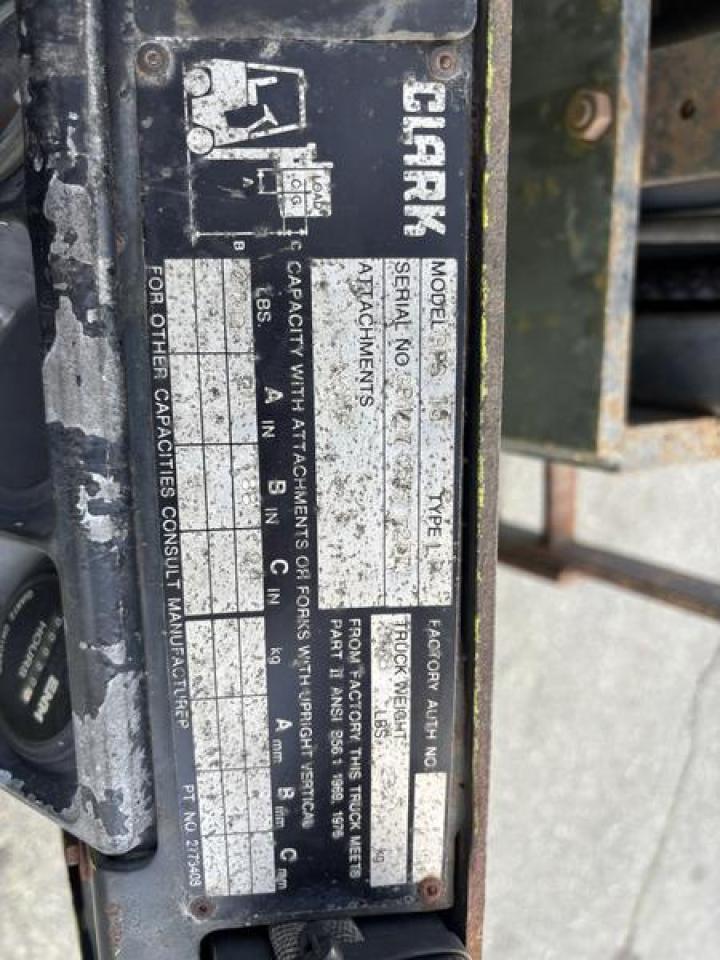 CLARK
LOAD
C.G.
A
B
C
MODEL
TYPE
SERIAL NO
ATTACHMENTS
FACTORY AUTH NO
TRUCK WEIGHT
LBS
kg
FROM FACTORY THIS TRUCK MEETS
PART II ANSI B56.1 1969, 1975
CAPACITY WITH ATTACHMENTS OR FORKS WITH UPRIGHT VERTICAL
LBS. A IN B IN C IN kg A mm B mm C mm
FOR OTHER CAPACITIES CONSULT MANUFACTURER PT NO. 2773408
HOURS